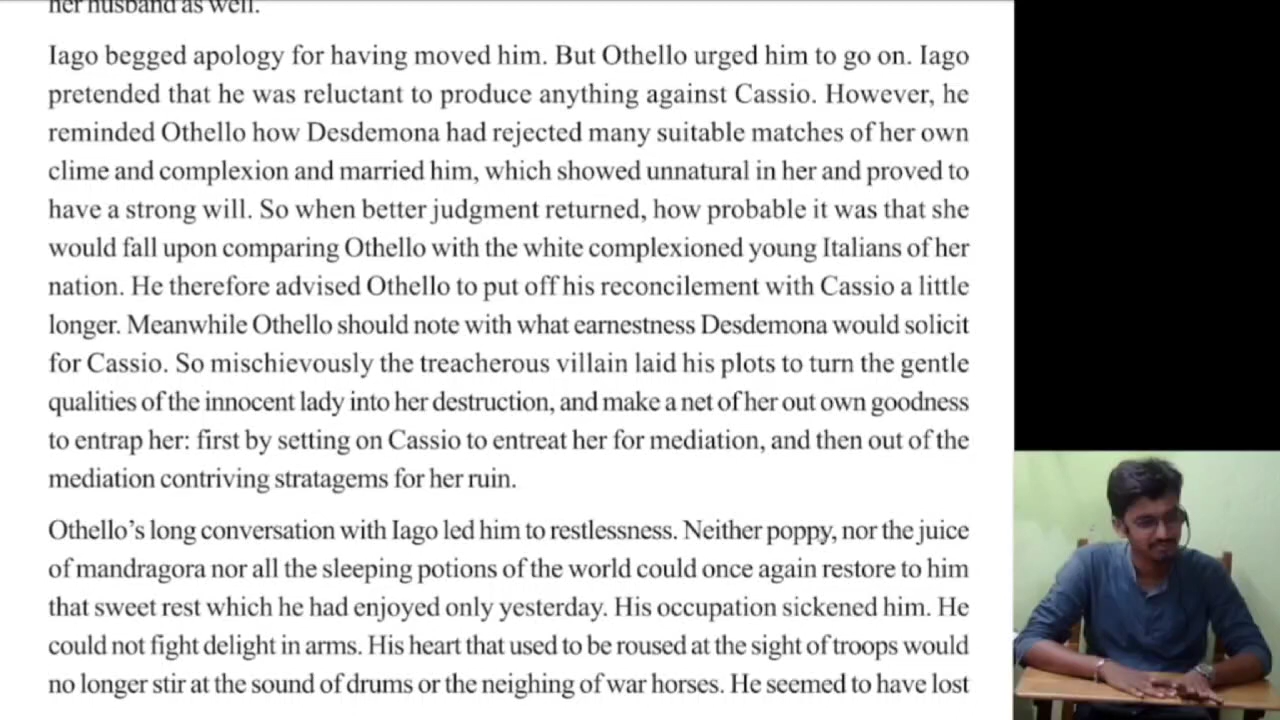 her husband as well.
Iago begged apology for having moved him. But Othello urged him to go on. Iago
pretended that he was reluctant to produce anything against Cassio. However, he
reminded Othello how Desdemona had rejected many suitable matches of her own
clime and complexion and married him, which showed unnatural in her and proved to
have a strong will. So when better judgment returned, how probable it was that she
would fall upon comparing Othello with the white complexioned young Italians of her
nation. He therefore advised Othello to put off his reconcilement with Cassio a little
longer. Meanwhile Othello should note with what earnestness Desdemona would solicit
for Cassio. So mischievously the treacherous villain laid his plots to turn the gentle
qualities of the innocent lady into her destruction, and make a net of her out own goodness
to entrap her: first by setting on Cassio to entreat her for mediation, and then out of the
mediation contriving stratagems for her ruin.
Othello’s long conversation with Iago led him to restlessness. Neither poppy, nor the juice
of mandragora nor all the sleeping potions of the world could once again restore to him
that sweet rest which he had enjoyed only yesterday. His occupation sickened him. He
could not fight delight in arms. His heart that used to be roused at the sight of troops would
no longer stir at the sound of drums or the neighing of war horses. He seemed to have lost